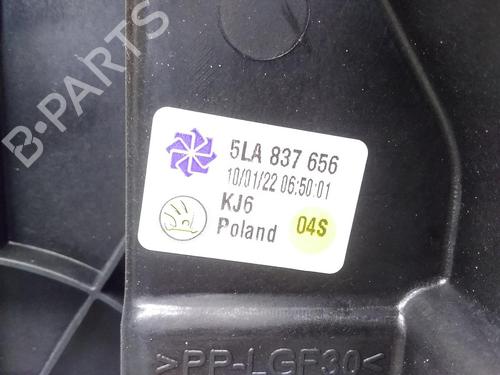 B-PARTS
5LA 837 656
10/01/22 06:50:01
KJ6
Poland 04S
>PP-LGF30<